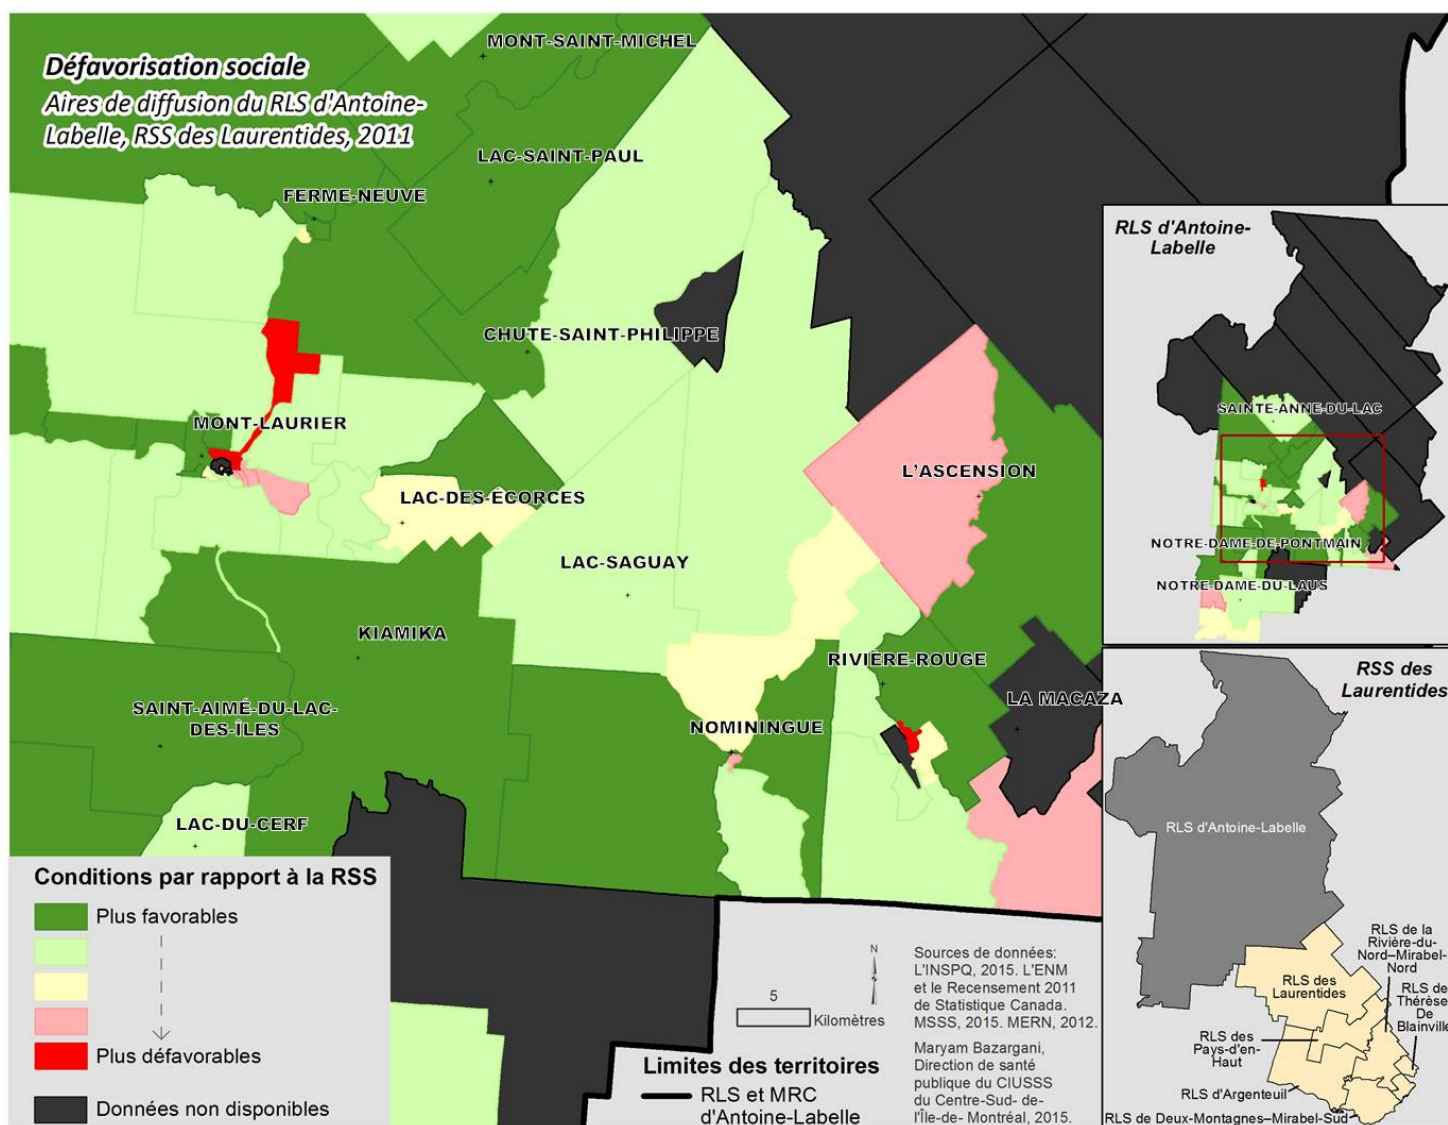 Défavorisation sociale
Aires de diffusion du RLS d'Antoine-
Labelle, RSS des Laurentides, 2011
MONT-SAINT-MICHEL
LAC-SAINT-PAUL
FERME-NEUVE
CHUTE-SAINT-PHILIPPE
MONT-LAURIER
L'ASCENSION
LAC-DES-ÉCORCES
LAC-SAGUAY
KIAMIKA
RIVIÈRE-ROUGE
LA MACAZA
SAINT-AIMÉ-DU-LAC-
DES-ÎLES
NOMININGUE
LAC-DU-CERF
Conditions par rapport à la RSS
Plus favorables
Plus défavorables
Données non disponibles
5
Kilomètres
N
Limites des territoires
RLS et MRC
d'Antoine-Labelle
Sources de données:
L'INSPQ, 2015. L'ENM
et le Recensement 2011
de Statistique Canada.
MSSS, 2015. MERN, 2012.
Maryam Bazargani,
Direction de santé
publique du CIUSSS
du Centre-Sud- de-
l'Île-de- Montréal, 2015.
RLS d'Antoine-
Labelle
SAINTE-ANNE-DU-LAC
NOTRE-DAME-DE-PONTMAIN
NOTRE-DAME-DU-LAUS
RSS des
Laurentides
RLS d'Antoine-Labelle
RLS de la
Rivière-du-
Nord–Mirabel-
Nord
RLS des
Laurentides
RLS de
Thérèse
De
Blainville
RLS des
Pays-d'en-
Haut
RLS d'Argenteuil
RLS de Deux-Montagnes–Mirabel-Sud